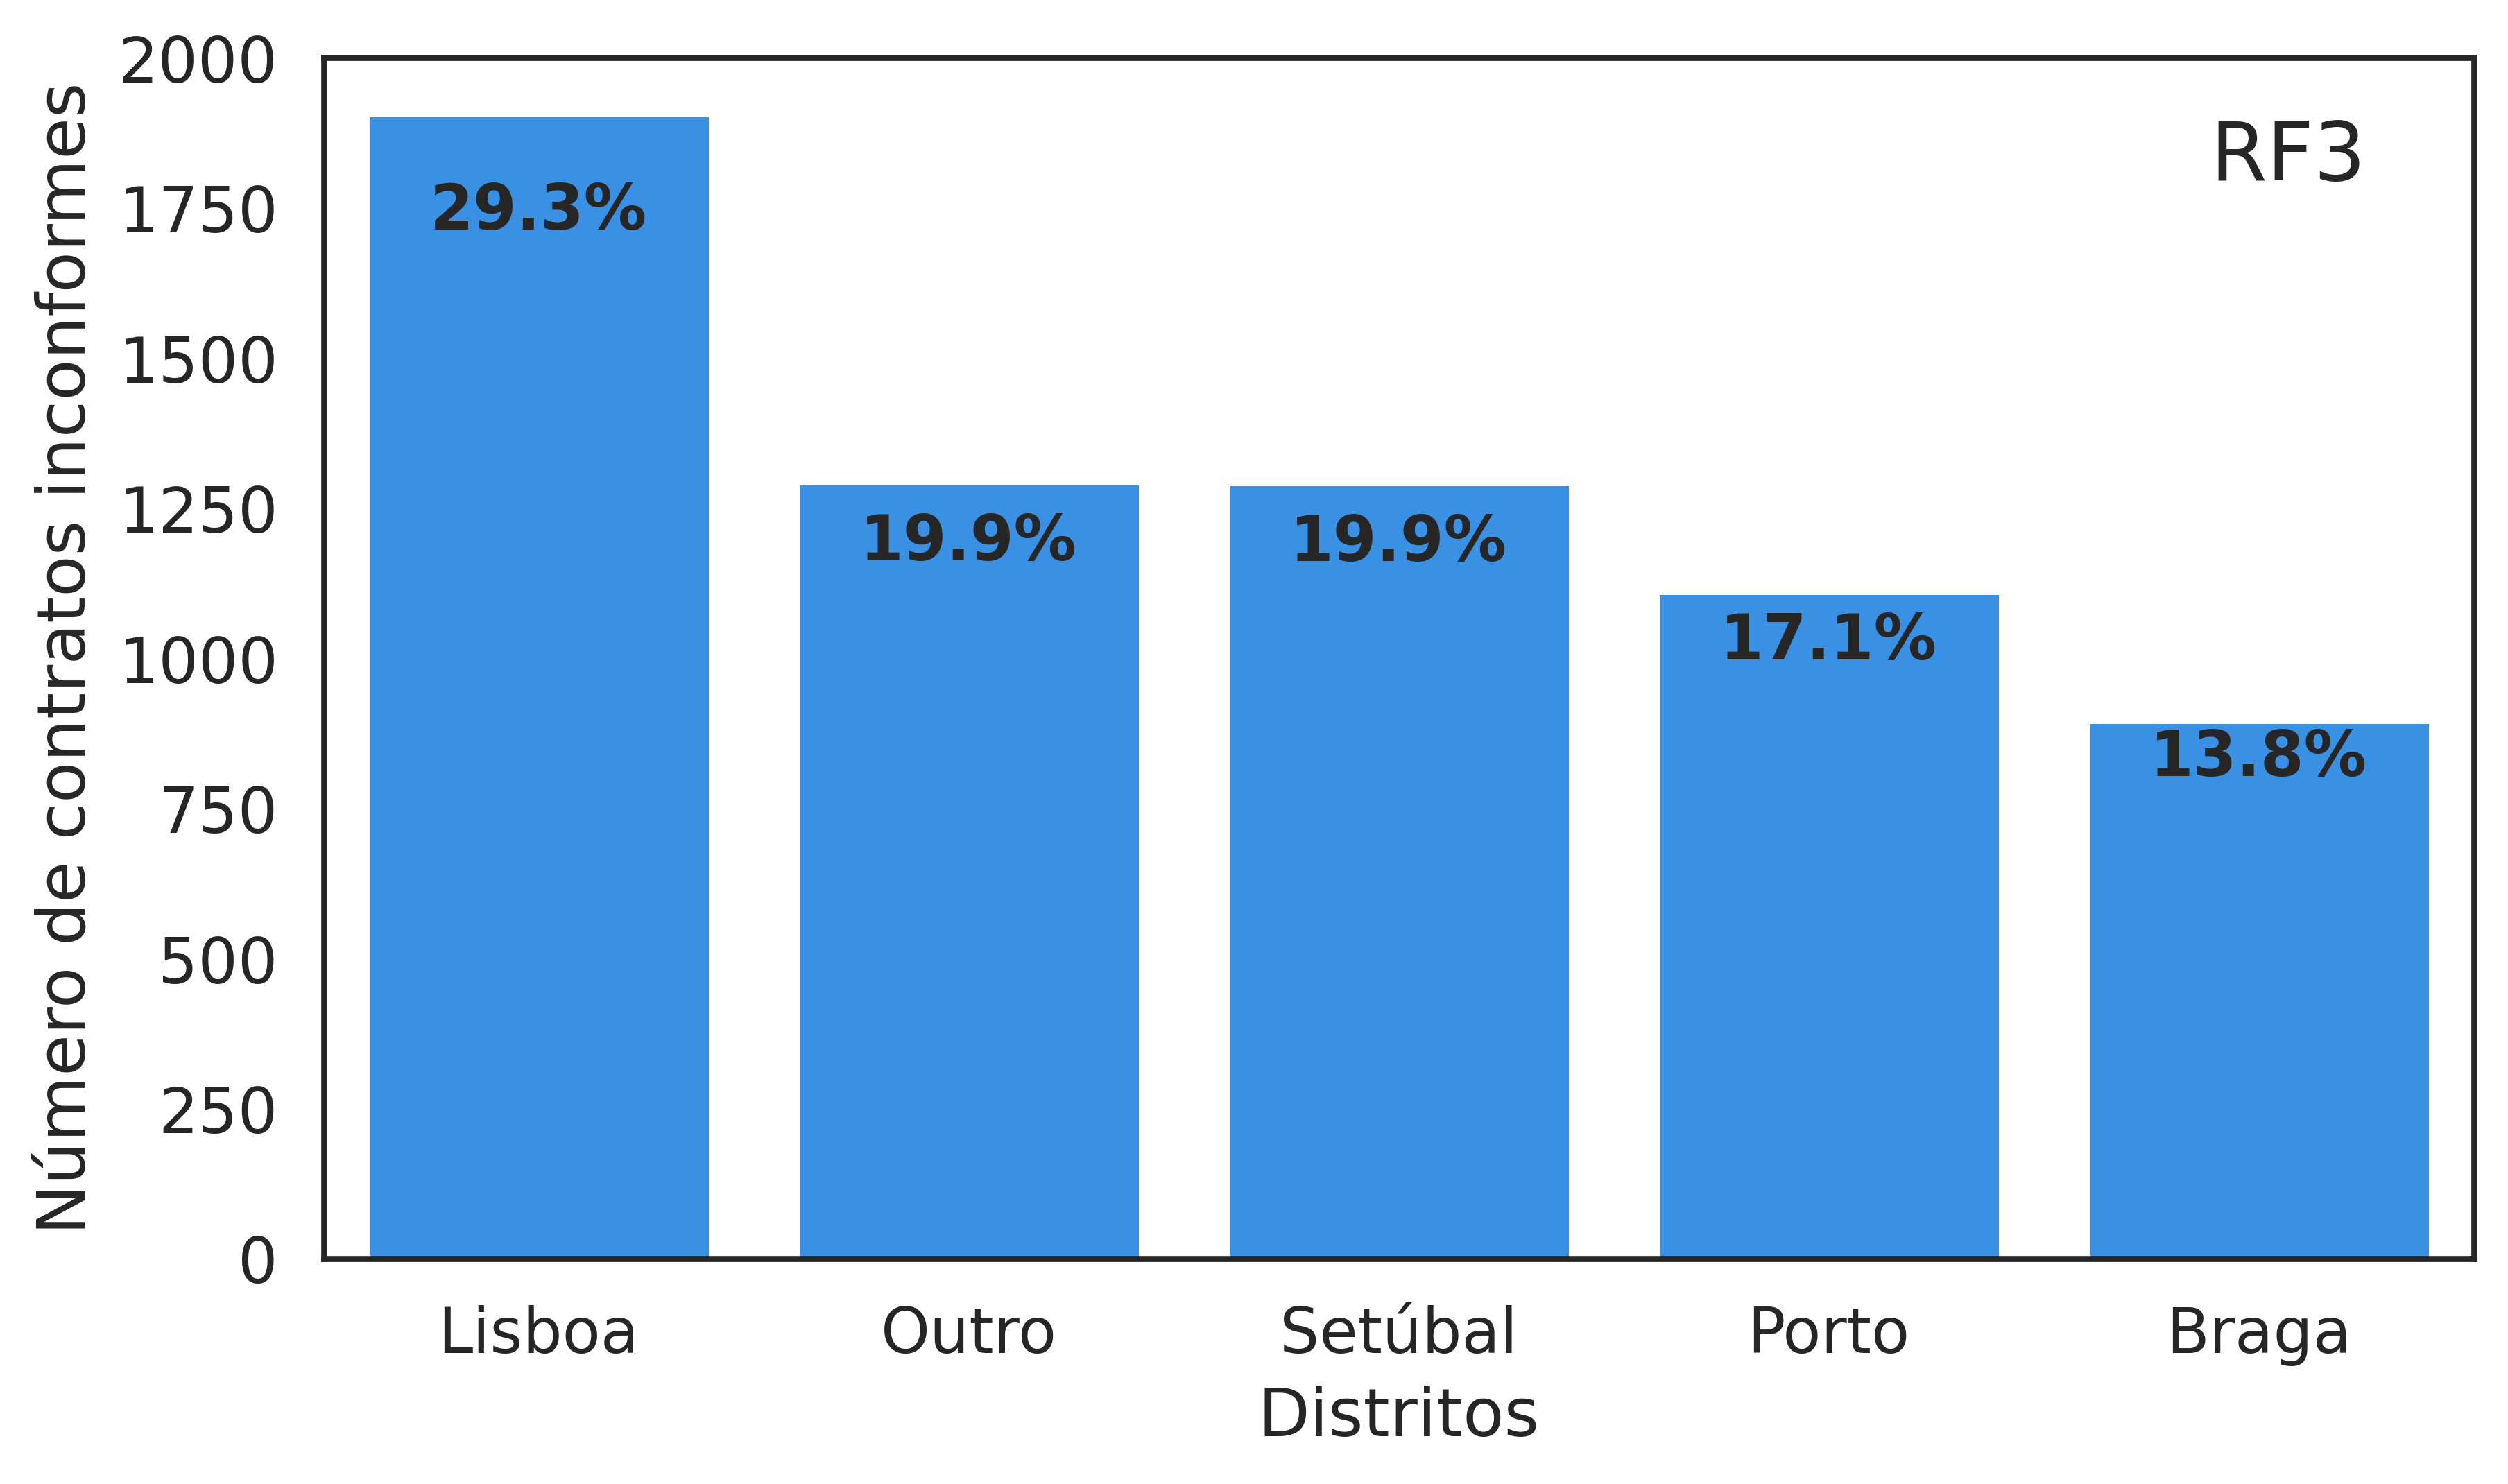 Número de contratos inconformes
2000
1750
1500
1250
1000
750
500
250
0
RF3
29.3%
19.9%
19.9%
17.1%
13.8%
Lisboa
Outro
Setúbal
Porto
Braga
Distritos